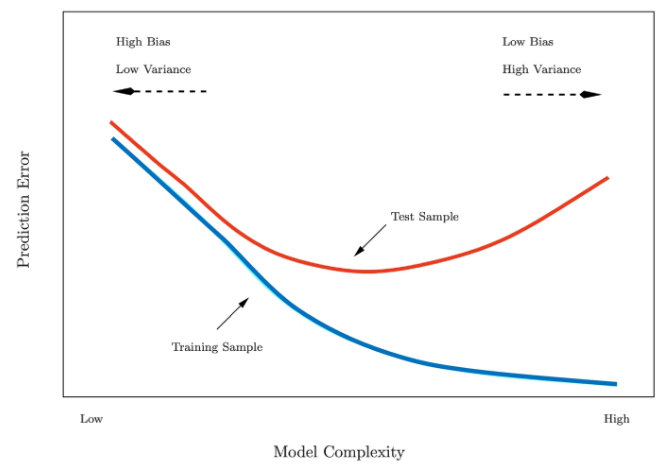 High Bias
Low Variance
Low Bias
High Variance
Prediction Error
Test Sample
Training Sample
Low
High
Model Complexity